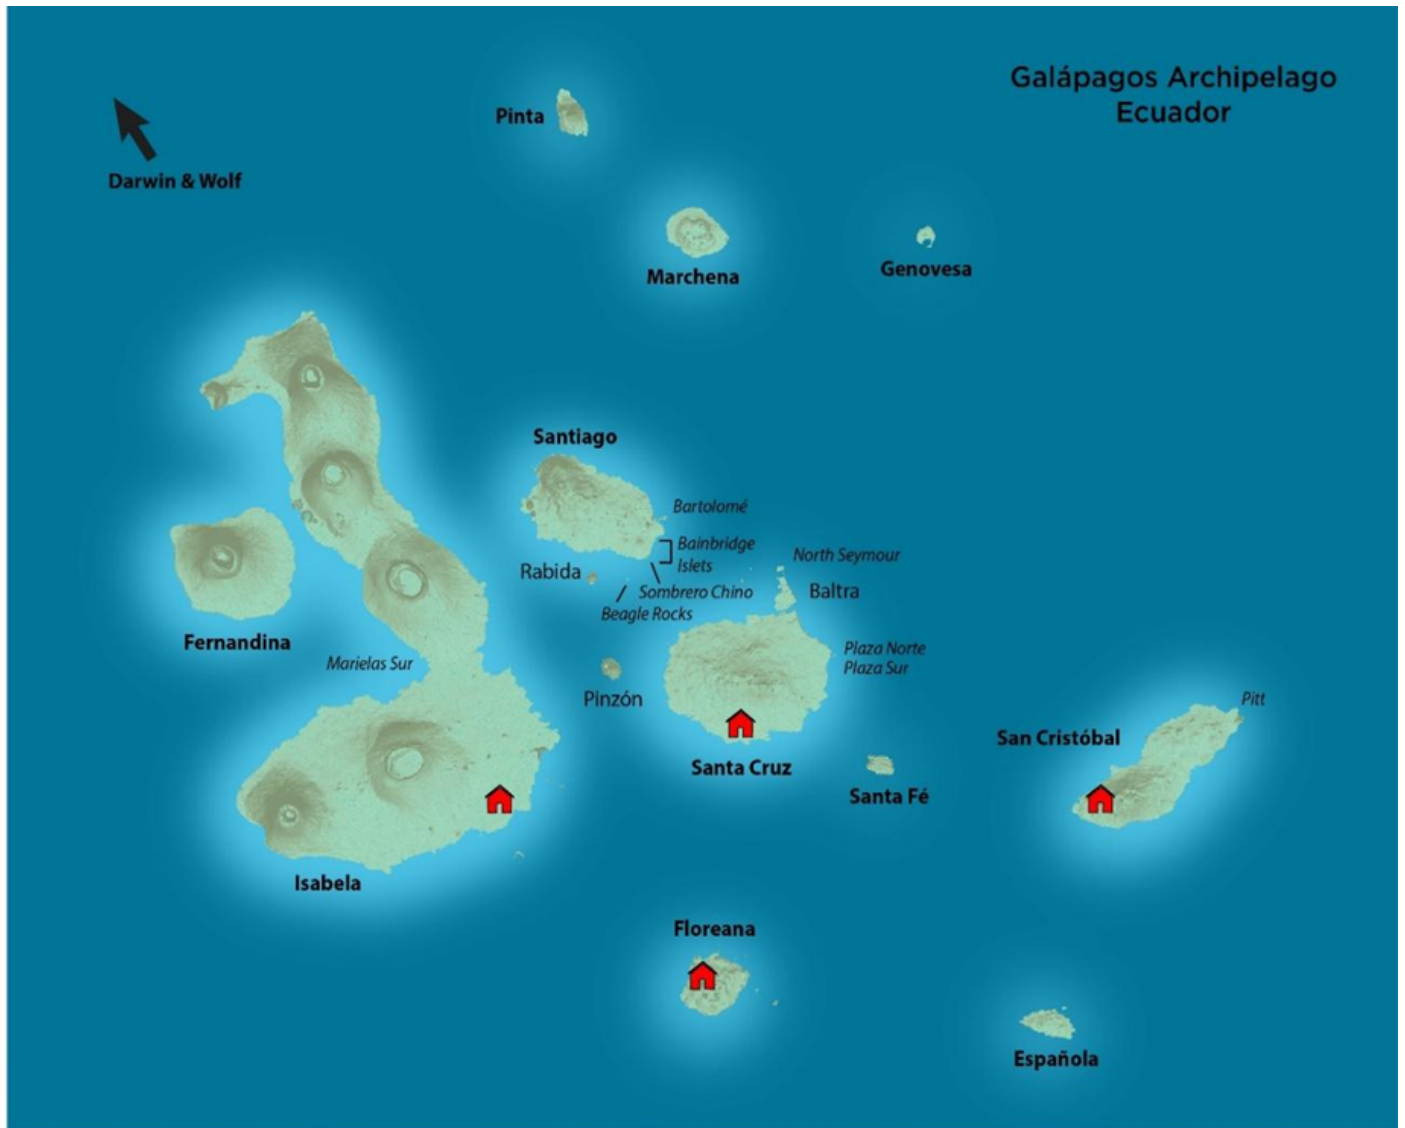 Galápagos Archipelago
Ecuador
Pinta
Darwin & Wolf
Marchena
Genovesa
Santiago
Bartolomé
Bainbridge
Islets
North Seymour
Rabida
Sombrero Chino
Baltra
Beagle Rocks
Fernandina
Marielas Sur
Plaza Norte
Plaza Sur
Pinzón
Pitt
San Cristóbal
Santa Cruz
Santa Fé
Isabela
Floreana
Española